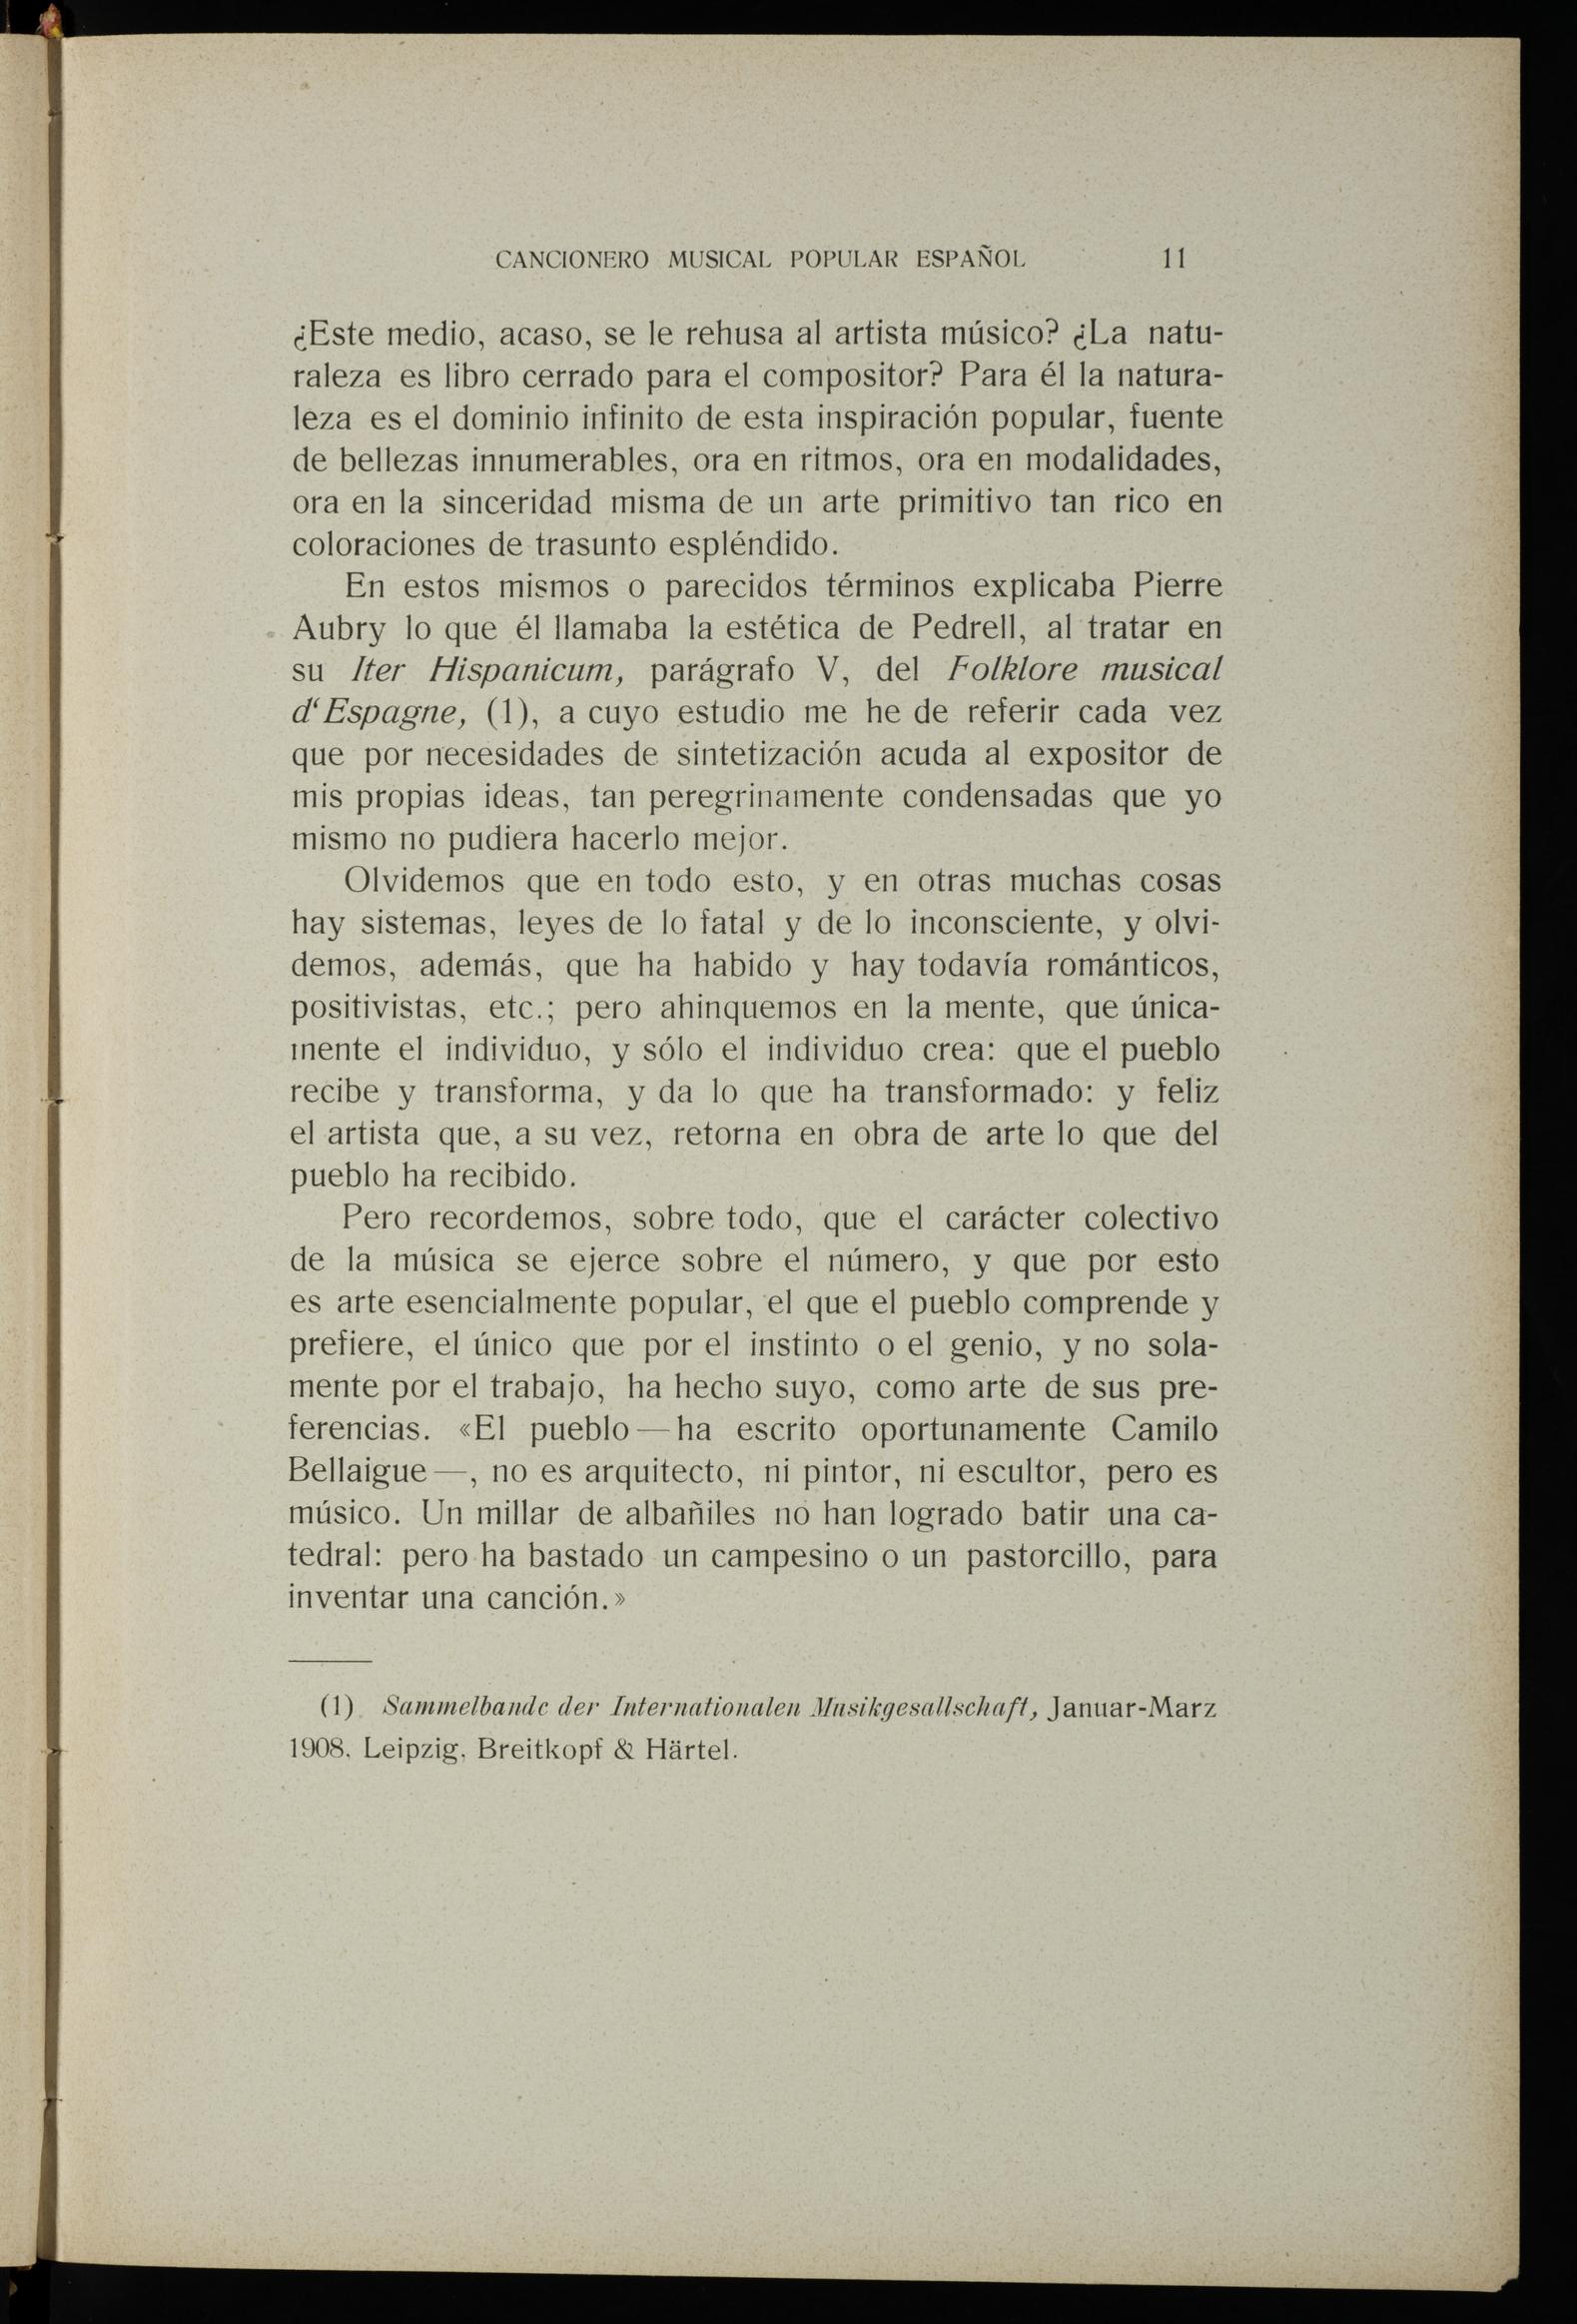 CANCIONERO MUSICAL POPULAR ESPAÑOL 11
¿Este medio, acaso, se le rehusa al artista músico? ¿La natu-
raleza es libro cerrado para el compositor? Para él la natura-
leza es el dominio infinito de esta inspiración popular, fuente
de bellezas innumerables, ora en ritmos, ora en modalidades,
ora en la sinceridad misma de un arte primitivo tan rico en
coloraciones de trasunto espléndido.
En estos mismos o parecidos términos explicaba Pierre
Aubry lo que él llamaba la estética de Pedrell, al tratar en
su Iter Hispanicum, parágrafo V, del Folklore musical
d‘Espagne, (1), a cuyo estudio me he de referir cada vez
que por necesidades de sintetización acuda al expositor de
mis propias ideas, tan peregrinamente condensadas que yo
mismo no pudiera hacerlo mejor.
Olvidemos que en todo esto, y en otras muchas cosas
hay sistemas, leyes de lo fatal y de lo inconsciente, y olvi-
demos, además, que ha habido y hay todavía románticos,
positivistas, etc.; pero ahinquemos en la mente, que única-
mente el individuo, y sólo el individuo crea: que el pueblo
recibe y transforma, y da lo que ha transformado: y feliz
el artista que, a su vez, retorna en obra de arte lo que del
pueblo ha recibido.
Pero recordemos, sobre todo, que el carácter colectivo
de la música se ejerce sobre el número, y que por esto
es arte esencialmente popular, el que el pueblo comprende y
prefiere, el único que por el instinto o el genio, y no sola-
mente por el trabajo, ha hecho suyo, como arte de sus pre-
ferencias. «El pueblo—ha escrito oportunamente Camilo
Bellaigue—, no es arquitecto, ni pintor, ni escultor, pero es
músico. Un millar de albañiles no han logrado batir una ca-
tedral: pero ha bastado un campesino o un pastorcillo, para
inventar una canción.»
(1) Sammelbande der Internationalen Musikgesallschaft, Januar-Marz
1908, Leipzig, Breitkopf & Härtel.